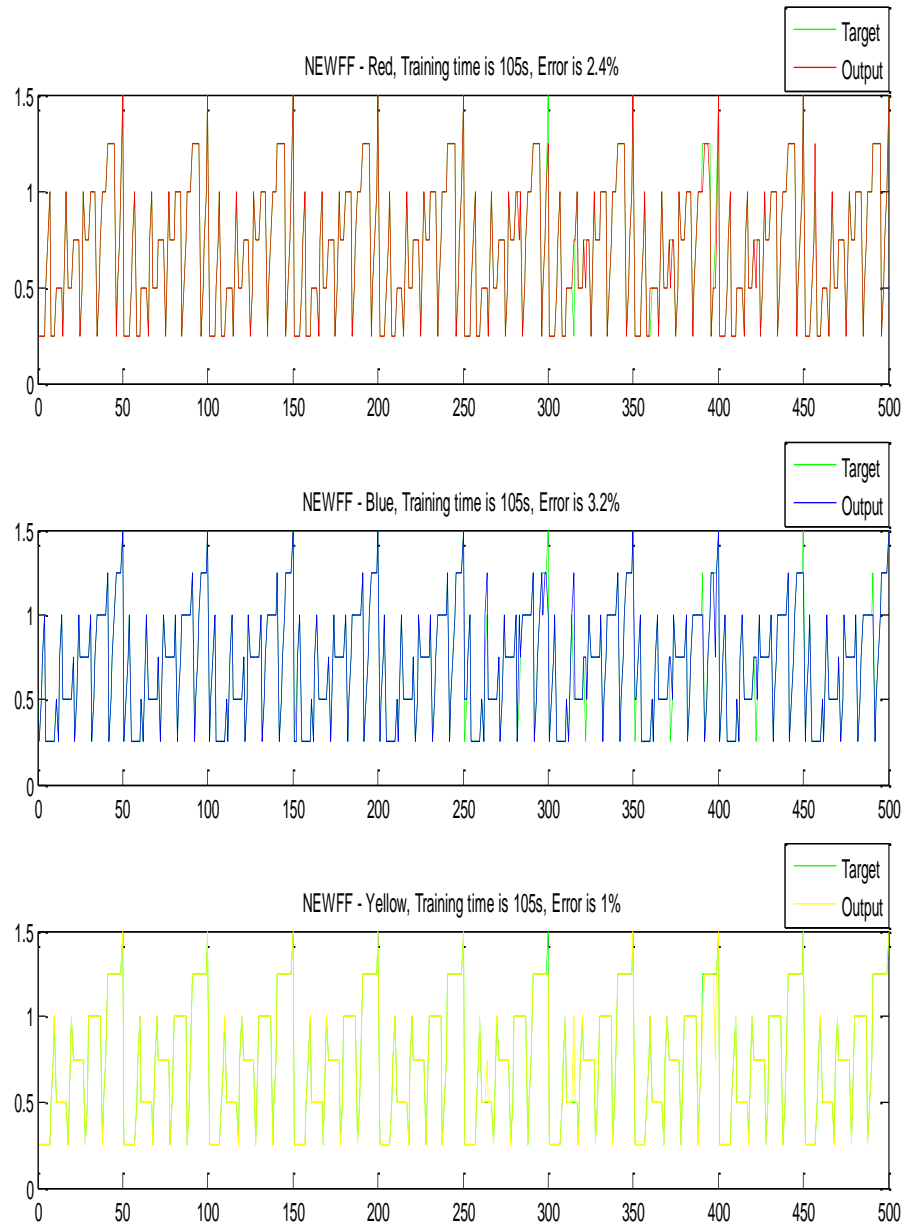 Target
Output
NEWFF - Red, Training time is 105s, Error is 2.4%
1.5
1
0.5
0
0 50 100 150 200 250 300 350 400 450 500
Target
Output
NEWFF - Blue, Training time is 105s, Error is 3.2%
1.5
1
0.5
0
0 50 100 150 200 250 300 350 400 450 500
Target
Output
NEWFF - Yellow, Training time is 105s, Error is 1%
1.5
1
0.5
0
0 50 100 150 200 250 300 350 400 450 500